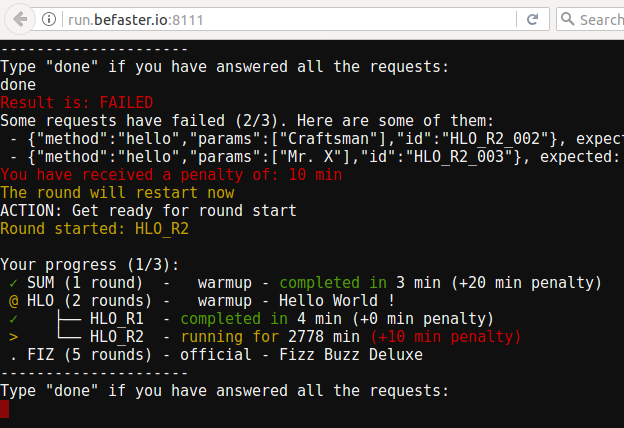 run.befaster.io:8111
Search
---------------------
Type "done" if you have answered all the requests:
done
Result is: FAILED
Some requests have failed (2/3). Here are some of them:
 - {"method":"hello","params":["Craftsman"],"id":"HLO_R2_002"}, expect
 - {"method":"hello","params":["Mr. X"],"id":"HLO_R2_003"}, expected:
You have received a penalty of: 10 min
The round will restart now
ACTION: Get ready for round start
Round started: HLO_R2
Your progress (1/3):
 ✓ SUM (1 round)  -   warmup - completed in 3 min (+20 min penalty)
 @ HLO (2 rounds) -   warmup - Hello World !
 ✓    ├── HLO_R1  - completed in 4 min (+0 min penalty)
 >    └── HLO_R2  - running for 2778 min (+10 min penalty)
 . FIZ (5 rounds) - official - Fizz Buzz Deluxe
---------------------
Type "done" if you have answered all the requests: